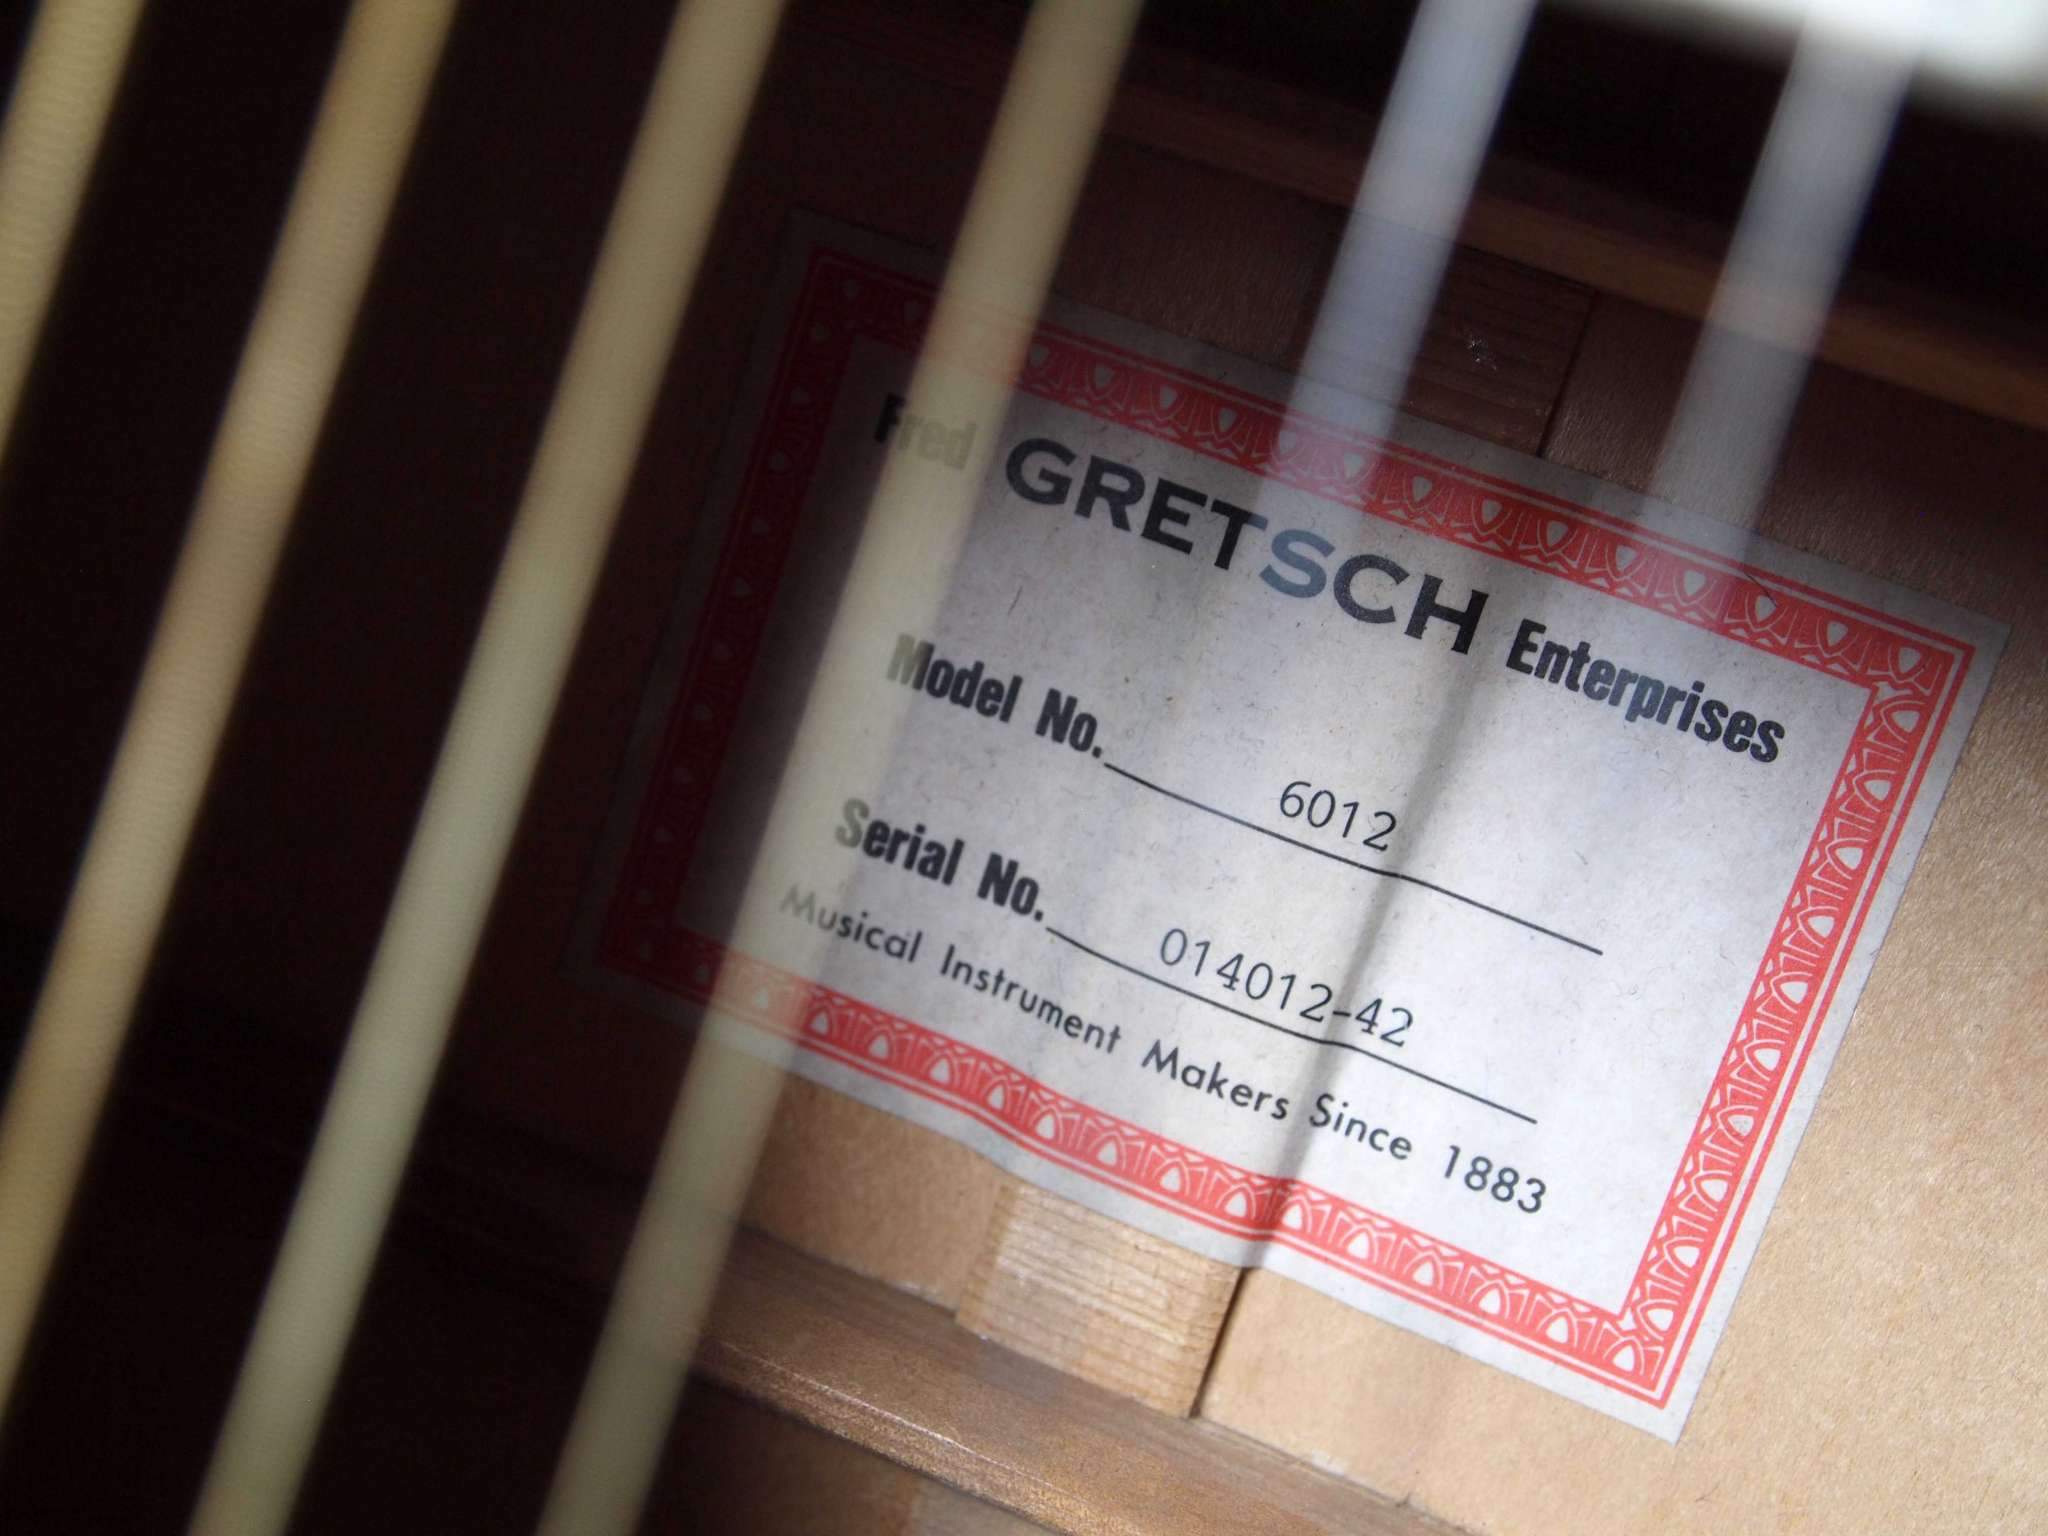 Fred GRETSCH Enterprises
Model No. 6012
Serial No. 014012-42
Musical Instrument Makers Since 1883